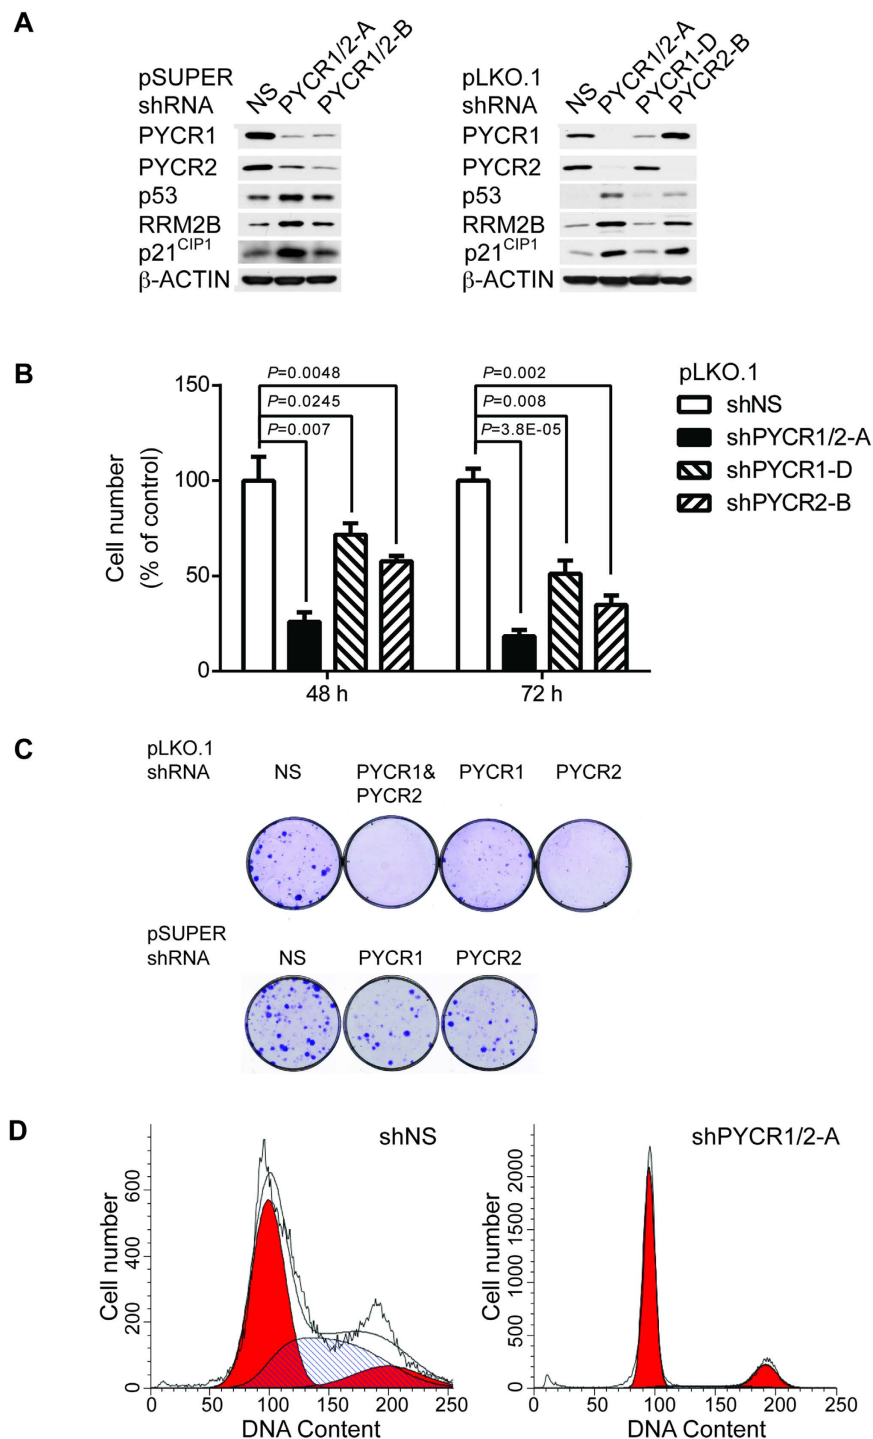 A
pSUPER
shRNA
NS PYCR1/2-A PYCR1/2-B
PYCR1
PYCR2
p53
RRM2B
p21CIP1
β-ACTIN
pLKO.1
shRNA
NS PYCR1/2-A PYCR1-D PYCR2-B
PYCR1
PYCR2
p53
RRM2B
p21CIP1
β-ACTIN
B
Cell number
(% of control)
150
100
50
0
P=0.0048
P=0.0245
P=0.007
P=0.002
P=0.008
P=3.8E-05
48 h
72 h
pLKO.1
shNS
shPYCR1/2-A
shPYCR1-D
shPYCR2-B
C
pLKO.1
shRNA
NS PYCR1& PYCR1 PYCR2
PYCR2
pSUPER
shRNA
NS PYCR1 PYCR2
D
shNS
Cell number
600
400
200
0
0 50 100 150 200 250
DNA Content
shPYCR1/2-A
Cell number
2000
1500
1000
500
0
0 50 100 150 200 250
DNA Content